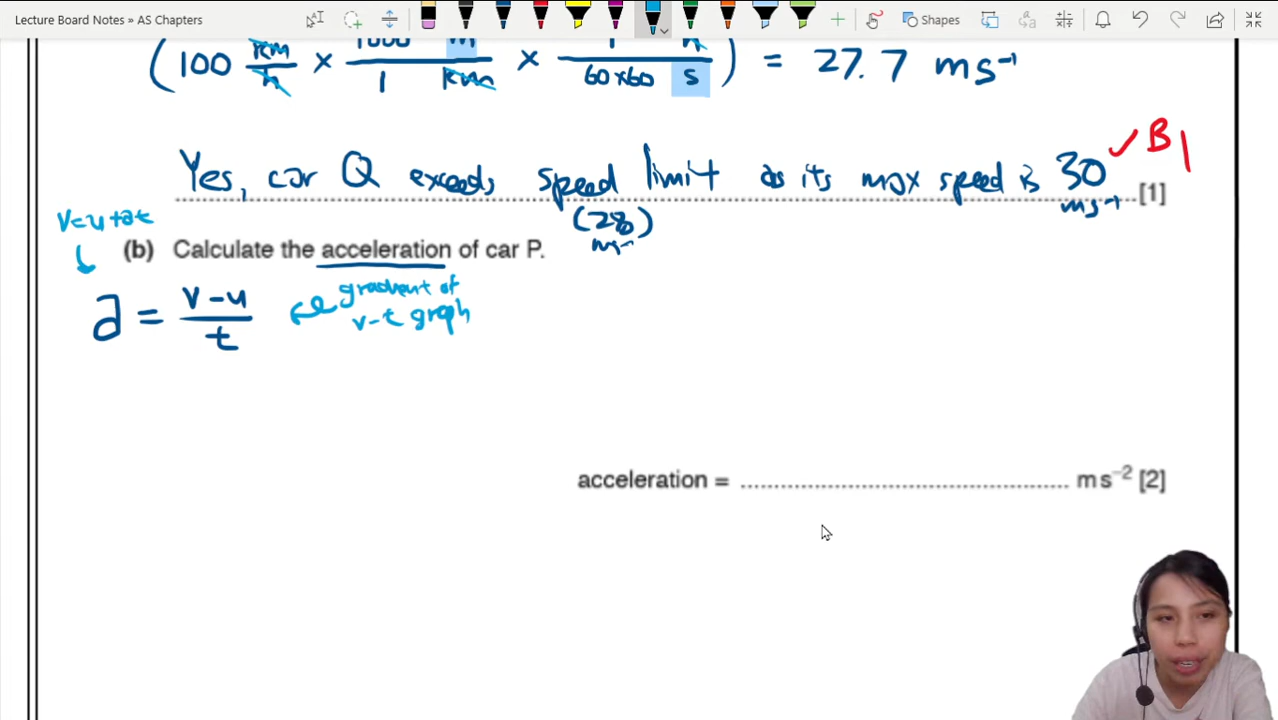 Lecture Board Notes » AS Chapters
Shapes
(100 km/h × 1000 m / 1 km × 1 h / 60×60 s) = 27.7 ms⁻¹
Yes, car Q exceeds speed limit as its max speed is 30 ms⁻¹ ✓ B1
[1]
(28 ms⁻¹)
v=u+at
(b) Calculate the acceleration of car P.
a = v-u / t
gradient of
v-t graph
acceleration = ........................................ m s⁻² [2]